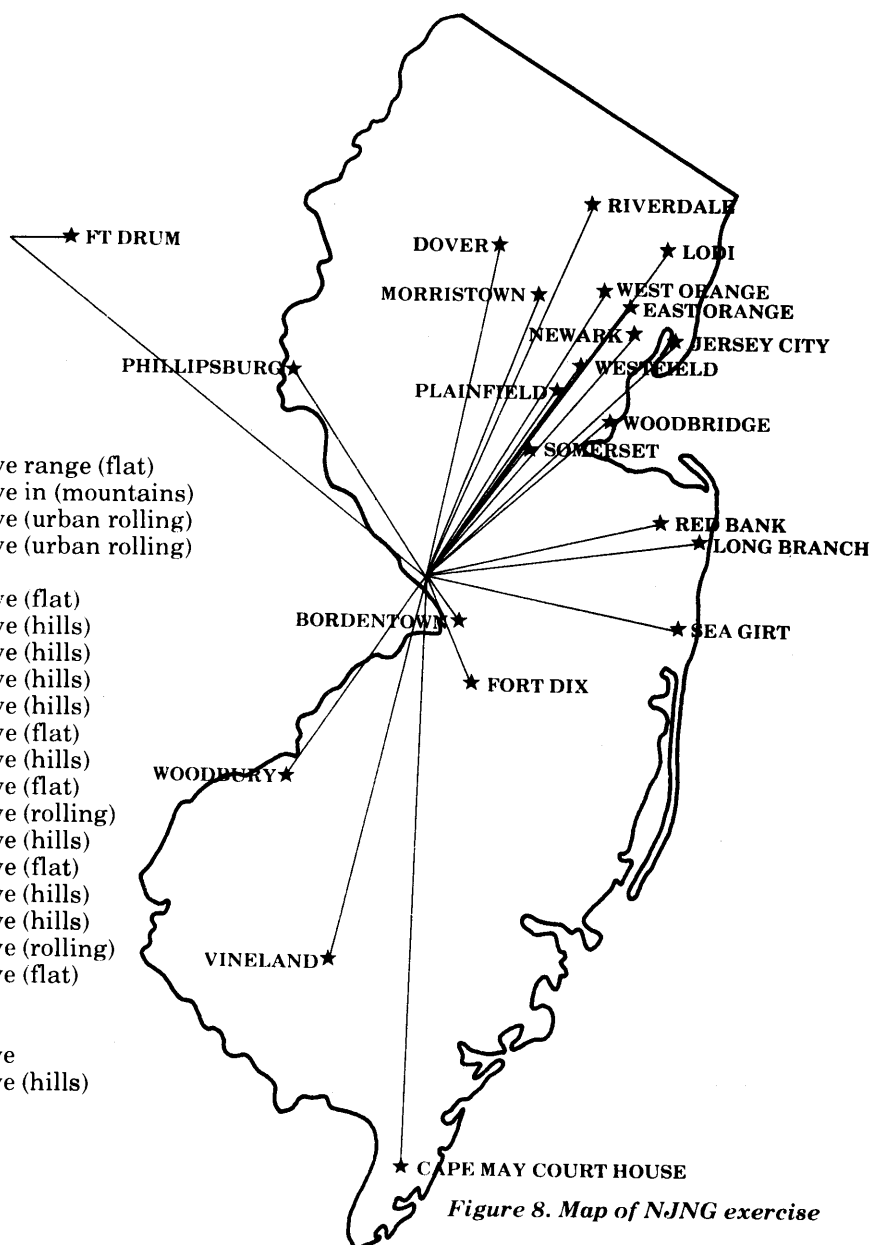 RIVERDALE
FT DRUM
DOVER
LODI
MORRISTOWN
WEST ORANGE
EAST ORANGE
NEWARK
JERSEY CITY
PHILLIPSBURG
WESTFIELD
PLAINFIELD
WOODBRIDGE
SOMERSET
RED BANK
LONG BRANCH
BORDENTOWN
SEA GIRT
FORT DIX
WOODBURY
VINELAND
CAPE MAY COURT HOUSE
ve range (flat)
ve in (mountains)
ve (urban rolling)
ve (urban rolling)
ve (flat)
ve (hills)
ve (hills)
ve (hills)
ve (hills)
ve (flat)
ve (hills)
ve (flat)
ve (rolling)
ve (hills)
ve (flat)
ve (hills)
ve (hills)
ve (rolling)
ve (flat)
ve
ve (hills)
Figure 8. Map of NJNG exercise